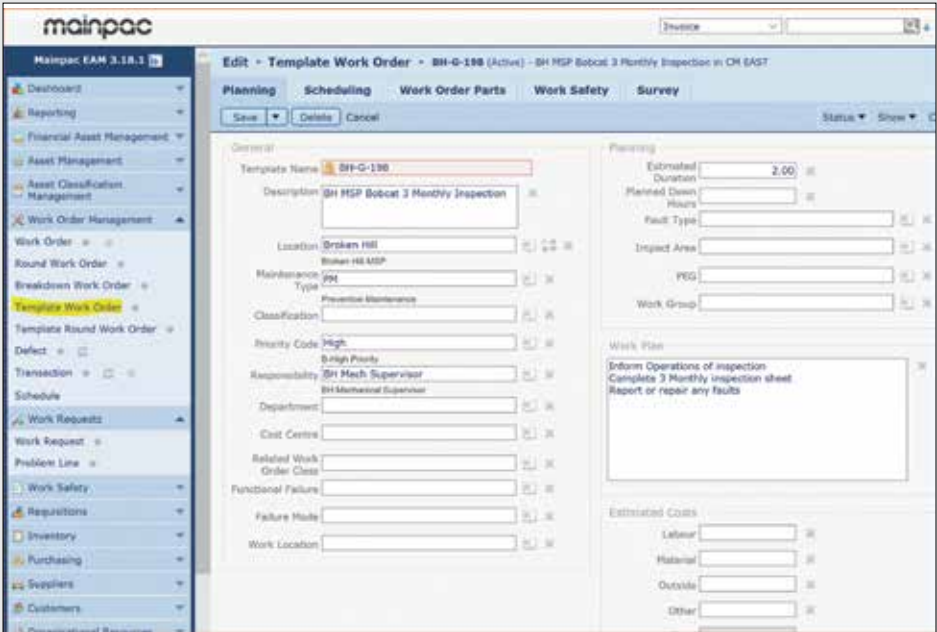 mainpac
Invoice
Mainpac EAM 3.18.1
Edit - Template Work Order - BH-G-198 (Active) - BH MSP Bobcat 3 Monthly Inspection in CM EAST
Planning Scheduling Work Order Parts Work Safety Survey
Save Delete Cancel
Status Show
Dashboard
Reporting
Financial Asset Management
Asset Management
Asset Classification
Management
Work Order Management
Work Order
Round Work Order
Breakdown Work Order
Template Work Order
Template Round Work Order
Defect
Transaction
Schedule
Work Requests
Work Request
Problem Line
Work Safety
Requisitions
Inventory
Purchasing
Suppliers
Customers
Organisational Resources
General
Template Name BH-G-198
Description BH MSP Bobcat 3 Monthly Inspection
Location Broken Hill
Broken Hill MSP
Maintenance
Type PM
Preventive Maintenance
Classification
Priority Code High
B-High Priority
Responsibility BH Mech Supervisor
BH Mechanical Supervisor
Department
Cost Centre
Related Work
Order Class
Functional Failure
Failure Mode
Work Location
Planning
Estimated
Duration 2.00
Planned Down
Hours
Fault Type
Impact Area
PEG
Work Group
Work Plan
Inform Operations of inspection
Complete 3 Monthly inspection sheet
Report or repair any faults
Estimated Costs
Labour
Material
Outside
Other